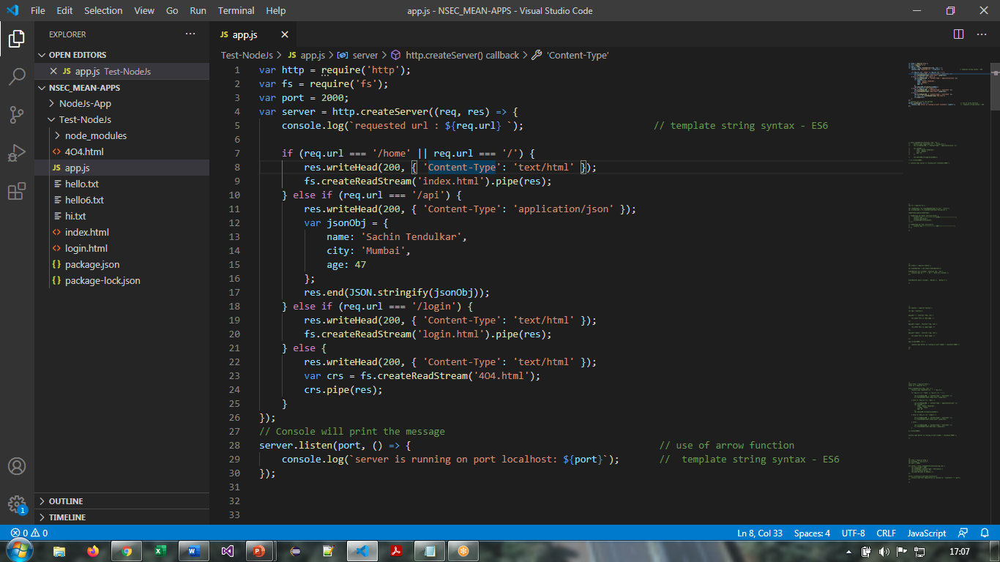 File Edit Selection View Go Run Terminal Help
app.js - NSEC_MEAN-APPS - Visual Studio Code
EXPLORER
OPEN EDITORS
JS app.js Test-NodeJs
NSEC_MEAN-APPS
NodeJs-App
Test-NodeJs
node_modules
4O4.html
JS app.js
hello.txt
hello6.txt
hi.txt
index.html
login.html
{} package.json
{} package-lock.json
OUTLINE
TIMELINE
1
JS app.js
Test-NodeJs > JS app.js > server > http.createServer() callback > 'Content-Type'
1 var http = require('http');
2 var fs = require('fs');
3 var port = 2000;
4 var server = http.createServer((req, res) => {
5 console.log(`requested url : ${req.url} `); // template string syntax - ES6
6
7 if (req.url === '/home' || req.url === '/') {
8 res.writeHead(200, { 'Content-Type': 'text/html' });
9 fs.createReadStream('index.html').pipe(res);
10 } else if (req.url === '/api') {
11 res.writeHead(200, { 'Content-Type': 'application/json' });
12 var jsonObj = {
13 name: 'Sachin Tendulkar',
14 city: 'Mumbai',
15 age: 47
16 };
17 res.end(JSON.stringify(jsonObj));
18 } else if (req.url === '/login') {
19 res.writeHead(200, { 'Content-Type': 'text/html' });
20 fs.createReadStream('login.html').pipe(res);
21 } else {
22 res.writeHead(200, { 'Content-Type': 'text/html' });
23 var crs = fs.createReadStream('4O4.html');
24 crs.pipe(res);
25 }
26 });
27 // Console will print the message
28 server.listen(port, () => { // use of arrow function
29 console.log(`server is running on port localhost: ${port}`); //  template string syntax - ES6
30 });
31
32
33
0 0 Ln 8, Col 33 Spaces: 4 UTF-8 CRLF JavaScript
17:07